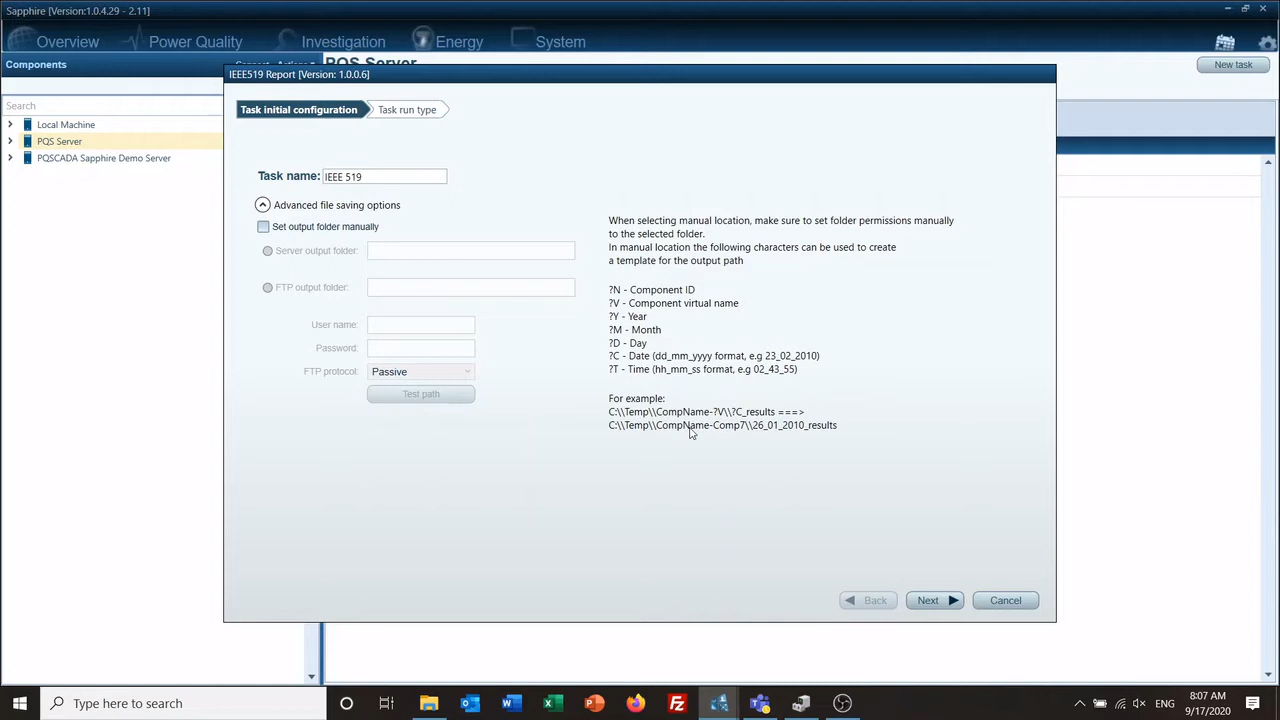 Sapphire (Version:1.0.4.29 - 2.11)
Overview
Power Quality
Investigation
Energy
System
Components
PQS Server
New task
Search
Local Machine
PQS Server
PQSCADA Sapphire Demo Server
IEEE519 Report [Version: 1.0.0.6]
Task initial configuration
Task run type
Task name:
IEEE 519
Advanced file saving options
Set output folder manually
Server output folder:
FTP output folder:
User name:
Password:
FTP protocol:
Passive
Test path
When selecting manual location, make sure to set folder permissions manually
to the selected folder.
In manual location the following characters can be used to create
a template for the output path
?N - Component ID
?V - Component virtual name
?Y - Year
?M - Month
?D - Day
?C - Date (dd_mm_yyyy format, e.g 23_02_2010)
?T - Time (hh_mm_ss format, e.g 02_43_55)
For example:
C:\\Temp\\CompName-?V\\?C_results ===>
C:\\Temp\\CompName-Comp7\\26_01_2010_results
Back
Next
Cancel
Type here to search
ENG
8:07 AM
9/17/2020